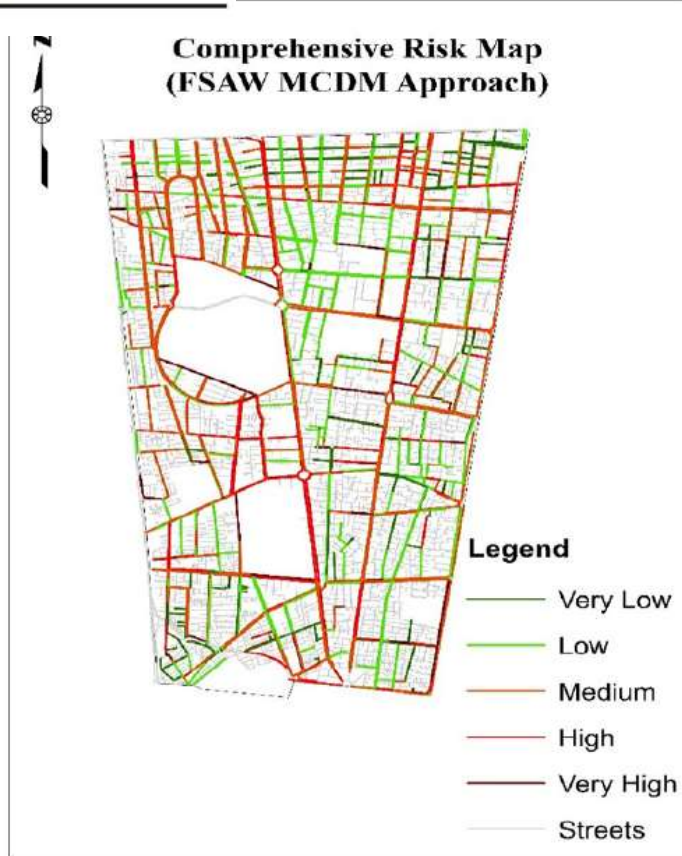 N
Comprehensive Risk Map
(FSAW MCDM Approach)
Legend
Very Low
Low
Medium
High
Very High
Streets